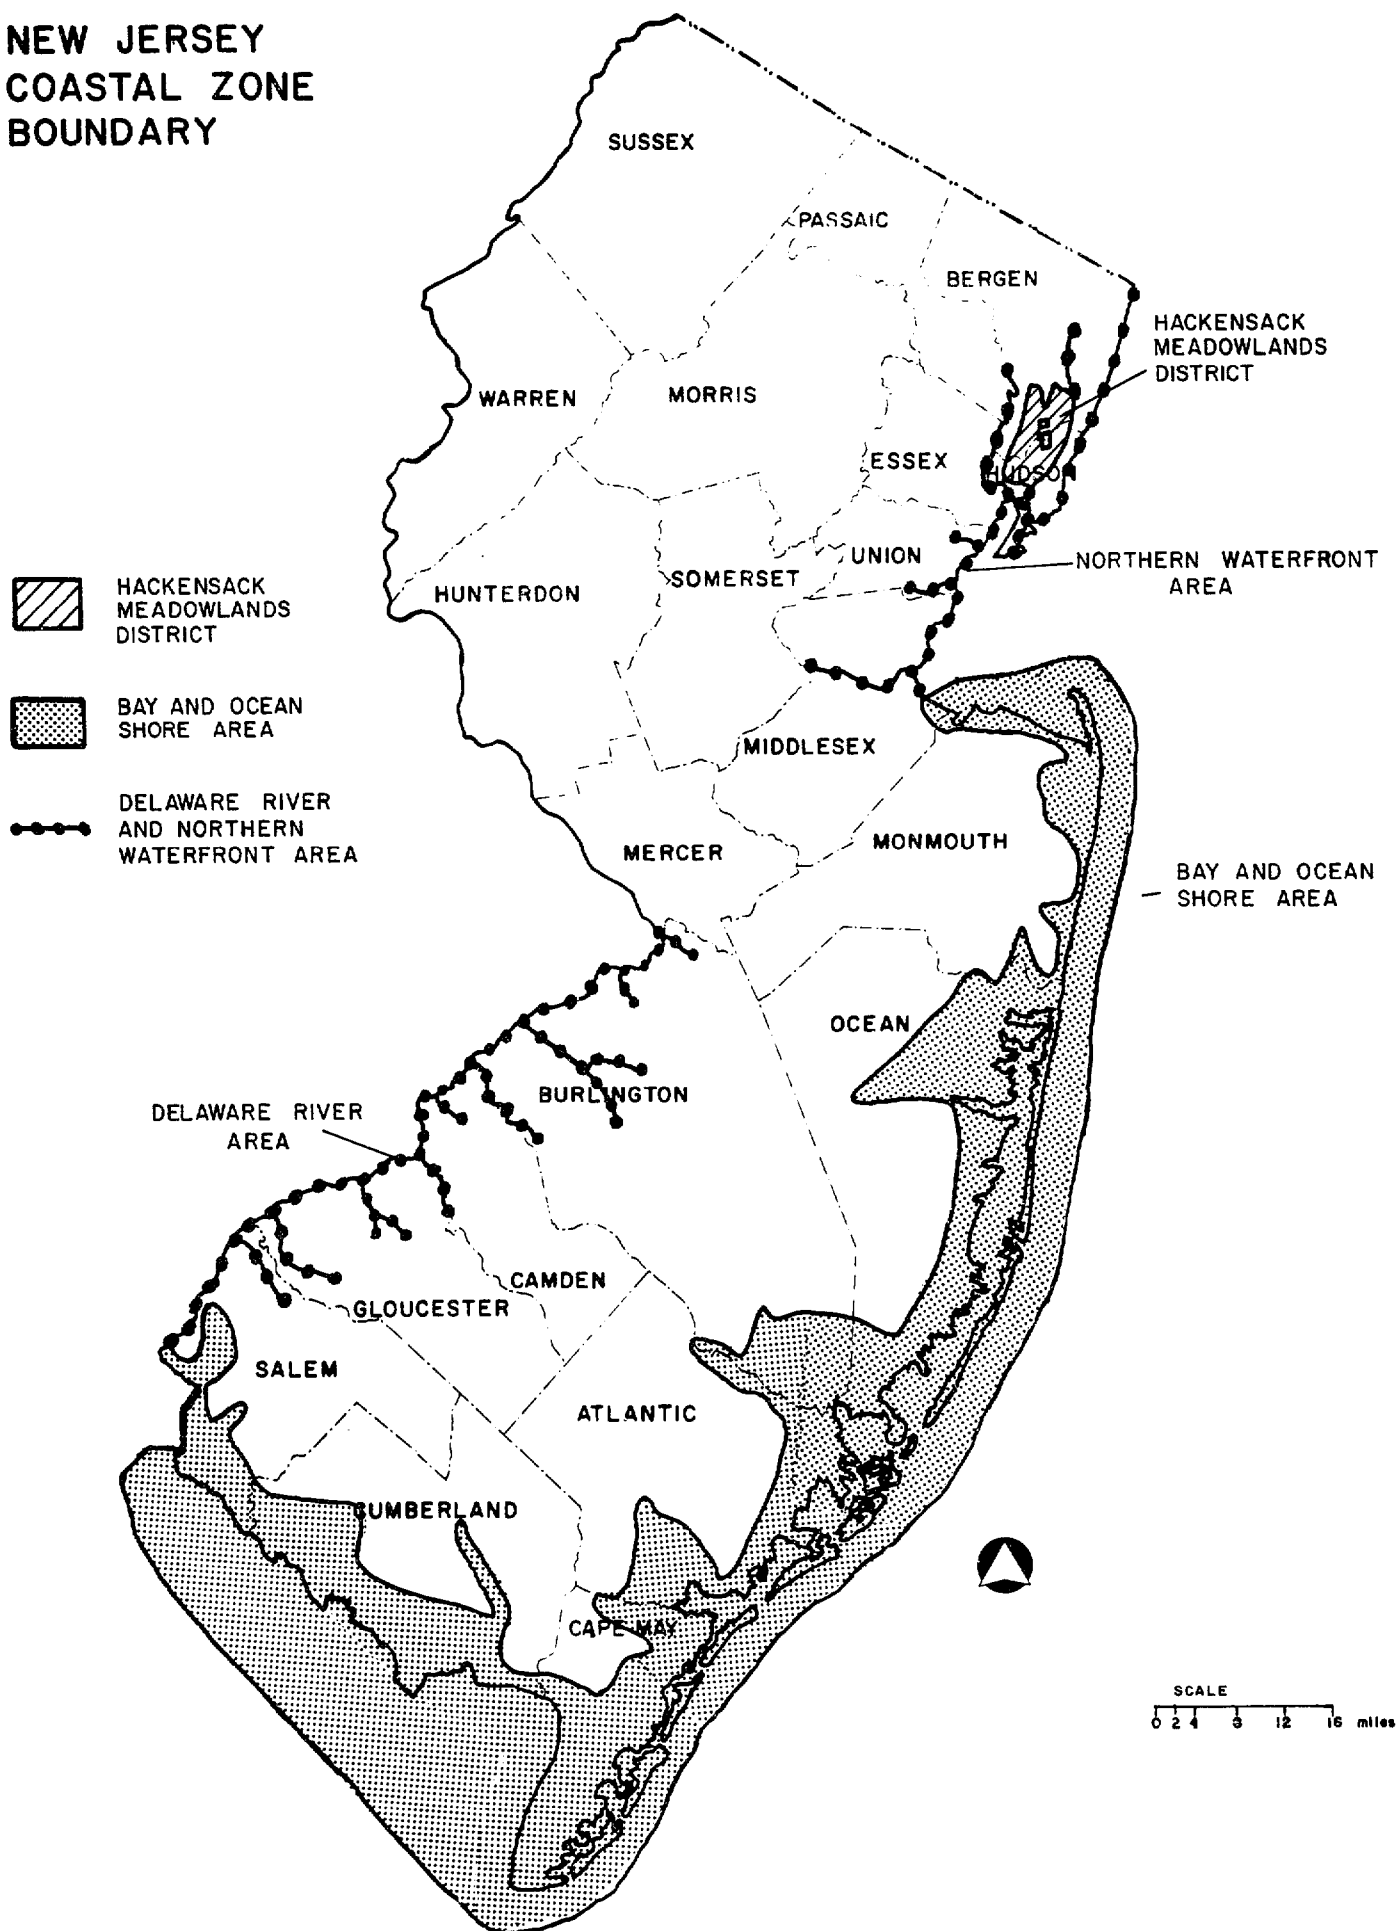 NEW JERSEY
COASTAL ZONE
BOUNDARY
SUSSEX
PASSAIC
BERGEN
HACKENSACK
MEADOWLANDS
DISTRICT
WARREN
MORRIS
ESSEX
HUDSON
UNION
NORTHERN WATERFRONT
AREA
SOMERSET
HUNTERDON
HACKENSACK
MEADOWLANDS
DISTRICT
BAY AND OCEAN
SHORE AREA
DELAWARE RIVER
AND NORTHERN
WATERFRONT AREA
MIDDLESEX
MERCER
MONMOUTH
BAY AND OCEAN
SHORE AREA
OCEAN
BURLINGTON
DELAWARE RIVER
AREA
CAMDEN
GLOUCESTER
SALEM
ATLANTIC
CUMBERLAND
CAPE MAY
SCALE
0 2 4 8 12 16 miles